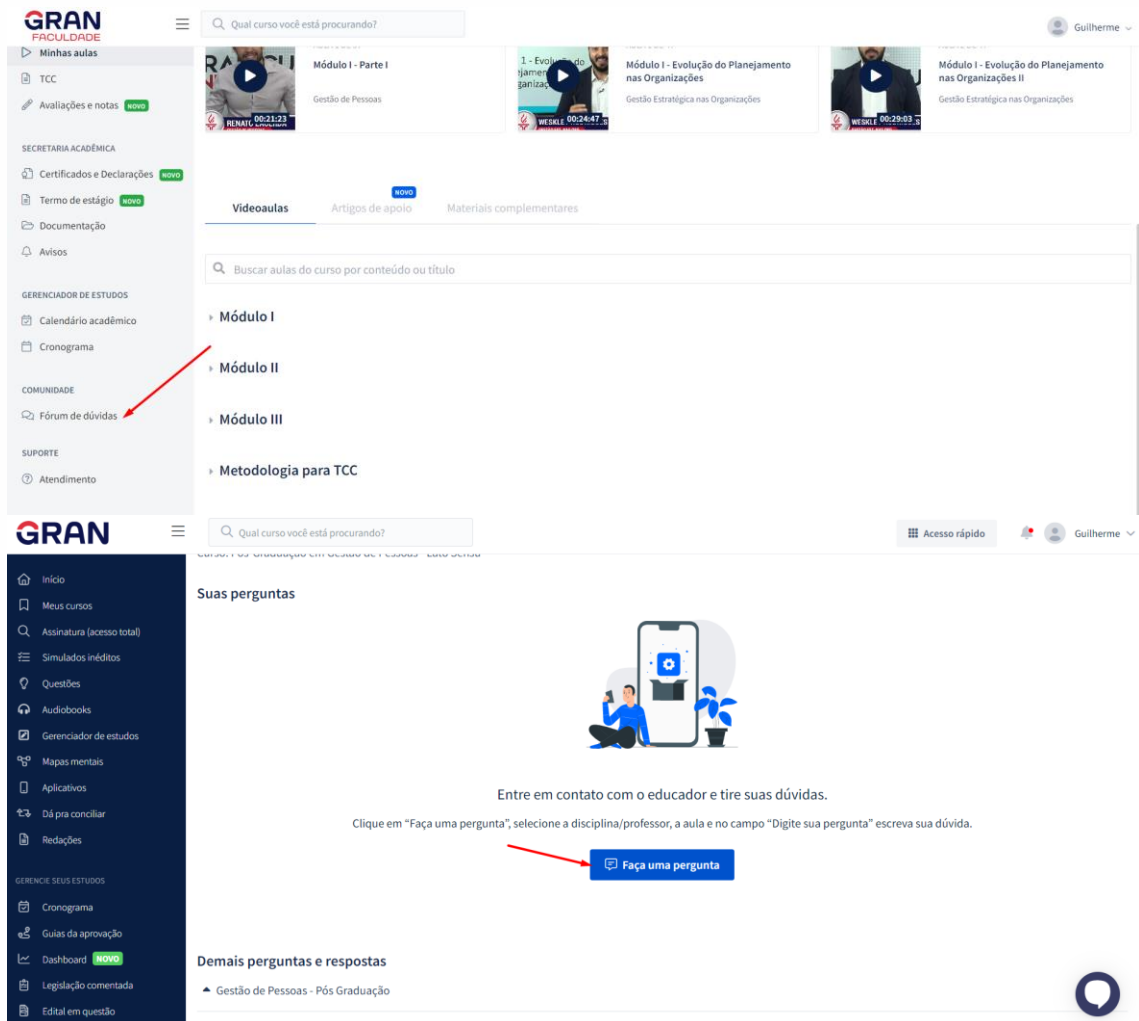 GRAN
FACULDADE
Qual curso você está procurando?
Guilherme
Minhas aulas
TCC
Avaliações e notas NOVO
SECRETARIA ACADÊMICA
Certificados e Declarações NOVO
Termo de estágio NOVO
Documentação
Avisos
GERENCIADOR DE ESTUDOS
Calendário acadêmico
Cronograma
COMUNIDADE
Fórum de dúvidas
SUPORTE
Atendimento
00:21:23
Módulo I - Parte I
Gestão de Pessoas
00:24:47
Módulo I - Evolução do Planejamento
nas Organizações
Gestão Estratégica nas Organizações
00:29:03
Módulo I - Evolução do Planejamento
nas Organizações II
Gestão Estratégica nas Organizações
Videoaulas
NOVO
Artigos de apoio
Materiais complementares
Buscar aulas do curso por conteúdo ou título
Módulo I
Módulo II
Módulo III
Metodologia para TCC
GRAN
Qual curso você está procurando?
Acesso rápido
Guilherme
Início
Meus cursos
Assinatura (acesso total)
Simulados inéditos
Questões
Audiobooks
Gerenciador de estudos
Mapas mentais
Aplicativos
Dá pra conciliar
Redações
GERENCIE SEUS ESTUDOS
Cronograma
Guias da aprovação
Dashboard NOVO
Legislação comentada
Edital em questão
Suas perguntas
Entre em contato com o educador e tire suas dúvidas.
Clique em “Faça uma pergunta”, selecione a disciplina/professor, a aula e no campo “Digite sua pergunta” escreva sua dúvida.
Faça uma pergunta
Demais perguntas e respostas
Gestão de Pessoas - Pós Graduação